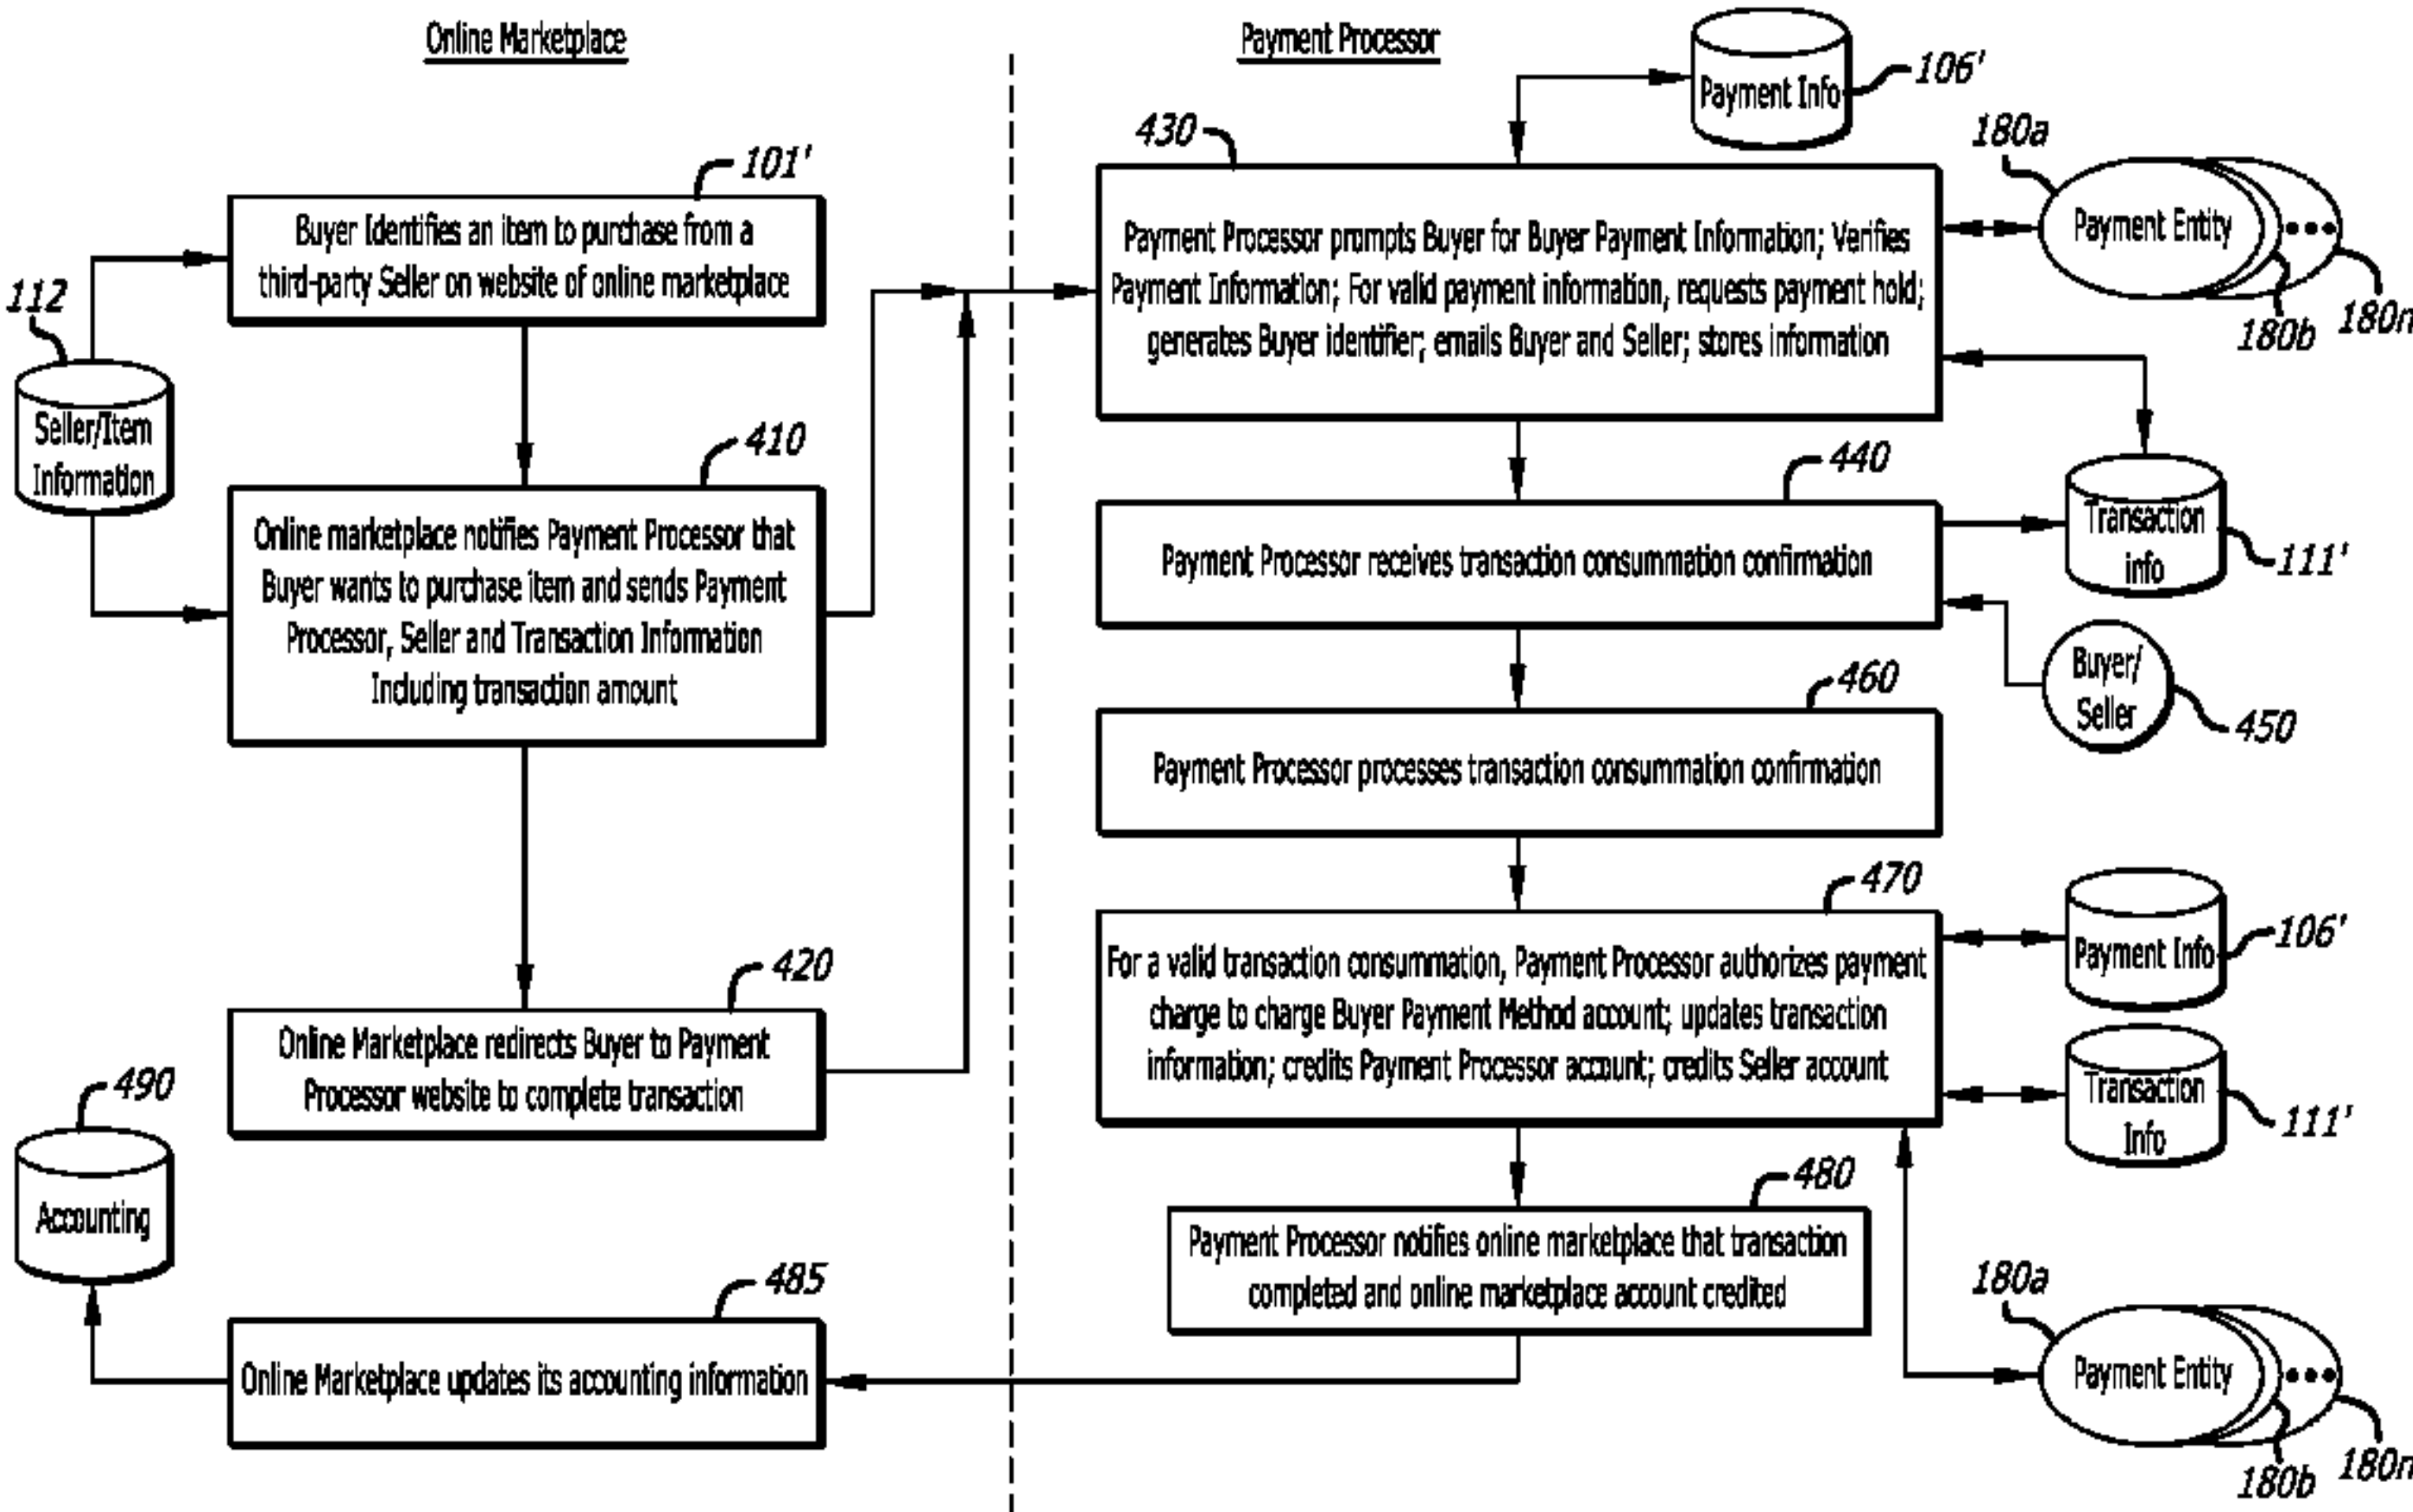 Online Marketplace
Payment Processor
Payment Info
106'
430
180a
Payment Entity
180b
180n
101'
Buyer Identifies an item to purchase from a
third-party Seller on website of online marketplace
112
Seller/Item
Information
Payment Processor prompts Buyer for Buyer Payment Information; Verifies
Payment Information; For valid payment information, requests payment hold;
generates Buyer identifier; emails Buyer and Seller; stores information
410
Online marketplace notifies Payment Processor that
Buyer wants to purchase item and sends Payment
Processor, Seller and Transaction Information
Including transaction amount
440
Payment Processor receives transaction consummation confirmation
Transaction
info
111'
Buyer/
Seller
450
460
Payment Processor processes transaction consummation confirmation
470
For a valid transaction consummation, Payment Processor authorizes payment
charge to charge Buyer Payment Method account; updates transaction
information; credits Payment Processor account; credits Seller account
Payment Info
106'
Transaction
Info
111'
420
Online Marketplace redirects Buyer to Payment
Processor website to complete transaction
490
Accounting
480
Payment Processor notifies online marketplace that transaction
completed and online marketplace account credited
485
Online Marketplace updates its accounting information
180a
Payment Entity
180b
180n